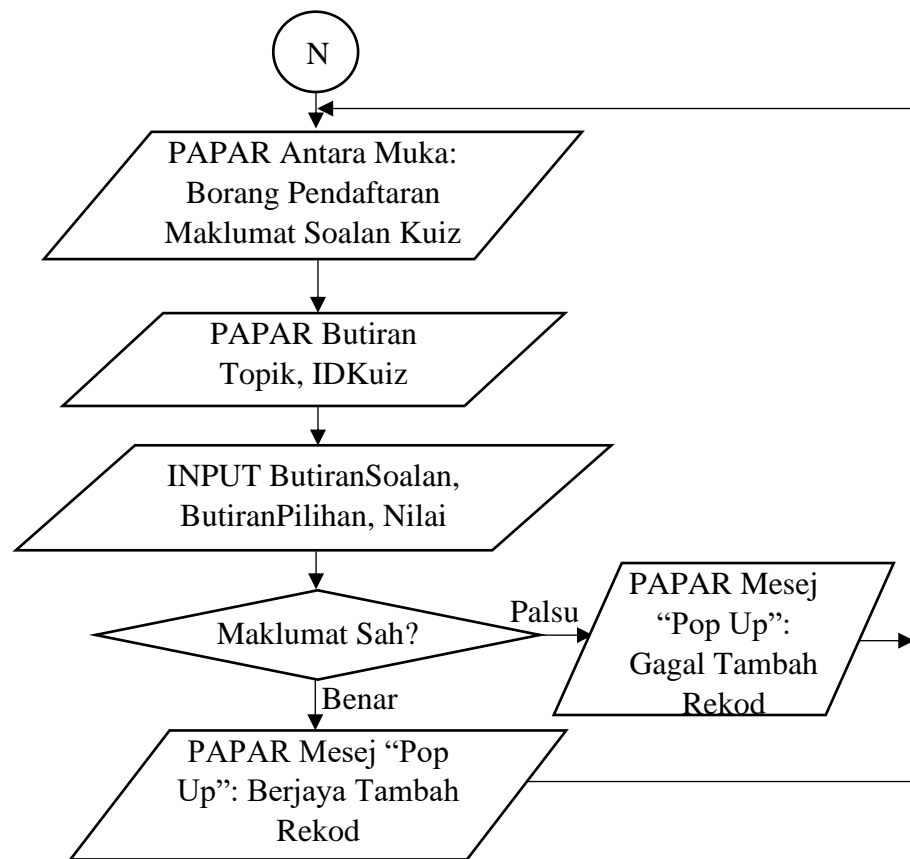 N
PAPAR Antara Muka:
Borang Pendaftaran
Maklumat Soalan Kuiz
PAPAR Butiran
Topik, IDKuiz
INPUT ButiranSoalan,
ButiranPilihan, Nilai
Maklumat Sah?
Palsu
PAPAR Mesej
“Pop Up”:
Gagal Tambah
Rekod
Benar
PAPAR Mesej “Pop
Up”: Berjaya Tambah
Rekod